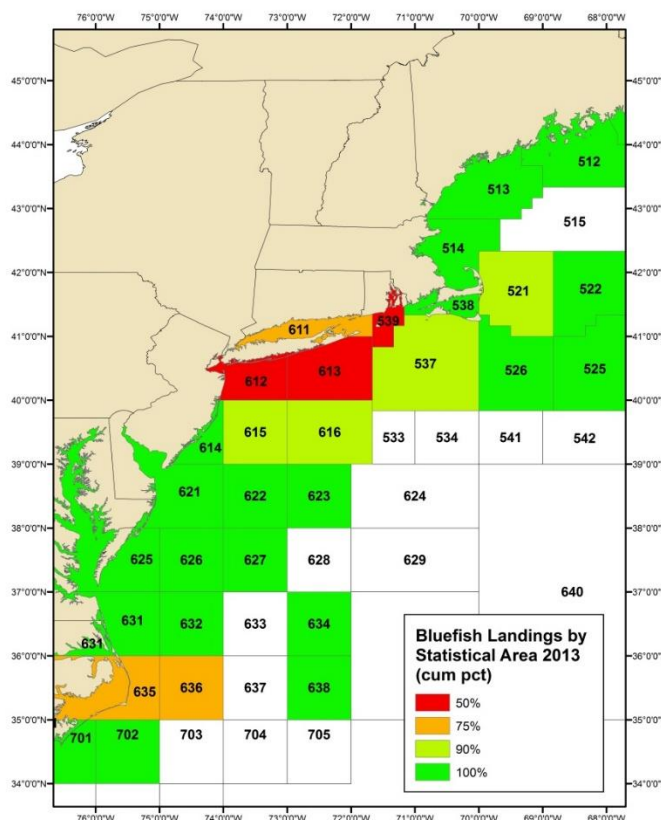 76°0'0"W 75°0'0"W 74°0'0"W 73°0'0"W 72°0'0"W 71°0'0"W 70°0'0"W 69°0'0"W 68°0'0"W
45°0'0"N 45°0'0"N
44°0'0"N 44°0'0"N
512
513
43°0'0"N 43°0'0"N
515
514
42°0'0"N 42°0'0"N
521 522
538
539
611
41°0'0"N 41°0'0"N
537
613
612
526 525
40°0'0"N 40°0'0"N
615 616 533 534 541 542
614
39°0'0"N 39°0'0"N
621 622 623 624
38°0'0"N 38°0'0"N
625 626 627 628 629
37°0'0"N 37°0'0"N
640
631 632 633 634
631
36°0'0"N 36°0'0"N
635 636 637 638
35°0'0"N 35°0'0"N
701 702 703 704 705
34°0'0"N 34°0'0"N
Bluefish Landings by
Statistical Area 2013
(cum pct)
50%
75%
90%
100%
76°0'0"W 75°0'0"W 74°0'0"W 73°0'0"W 72°0'0"W 71°0'0"W 70°0'0"W 69°0'0"W 68°0'0"W